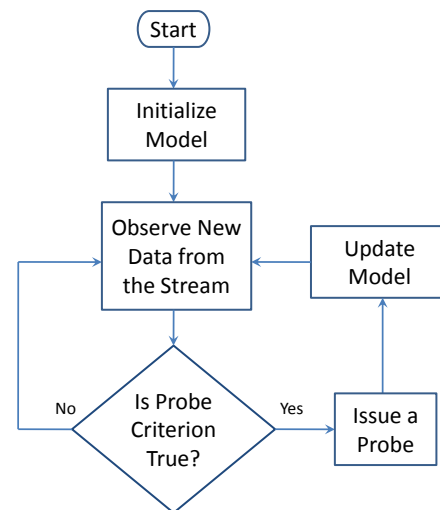 Start
Initialize
Model
Observe New
Data from
the Stream
Update
Model
No
Is Probe
Criterion
True?
Yes
Issue a
Probe